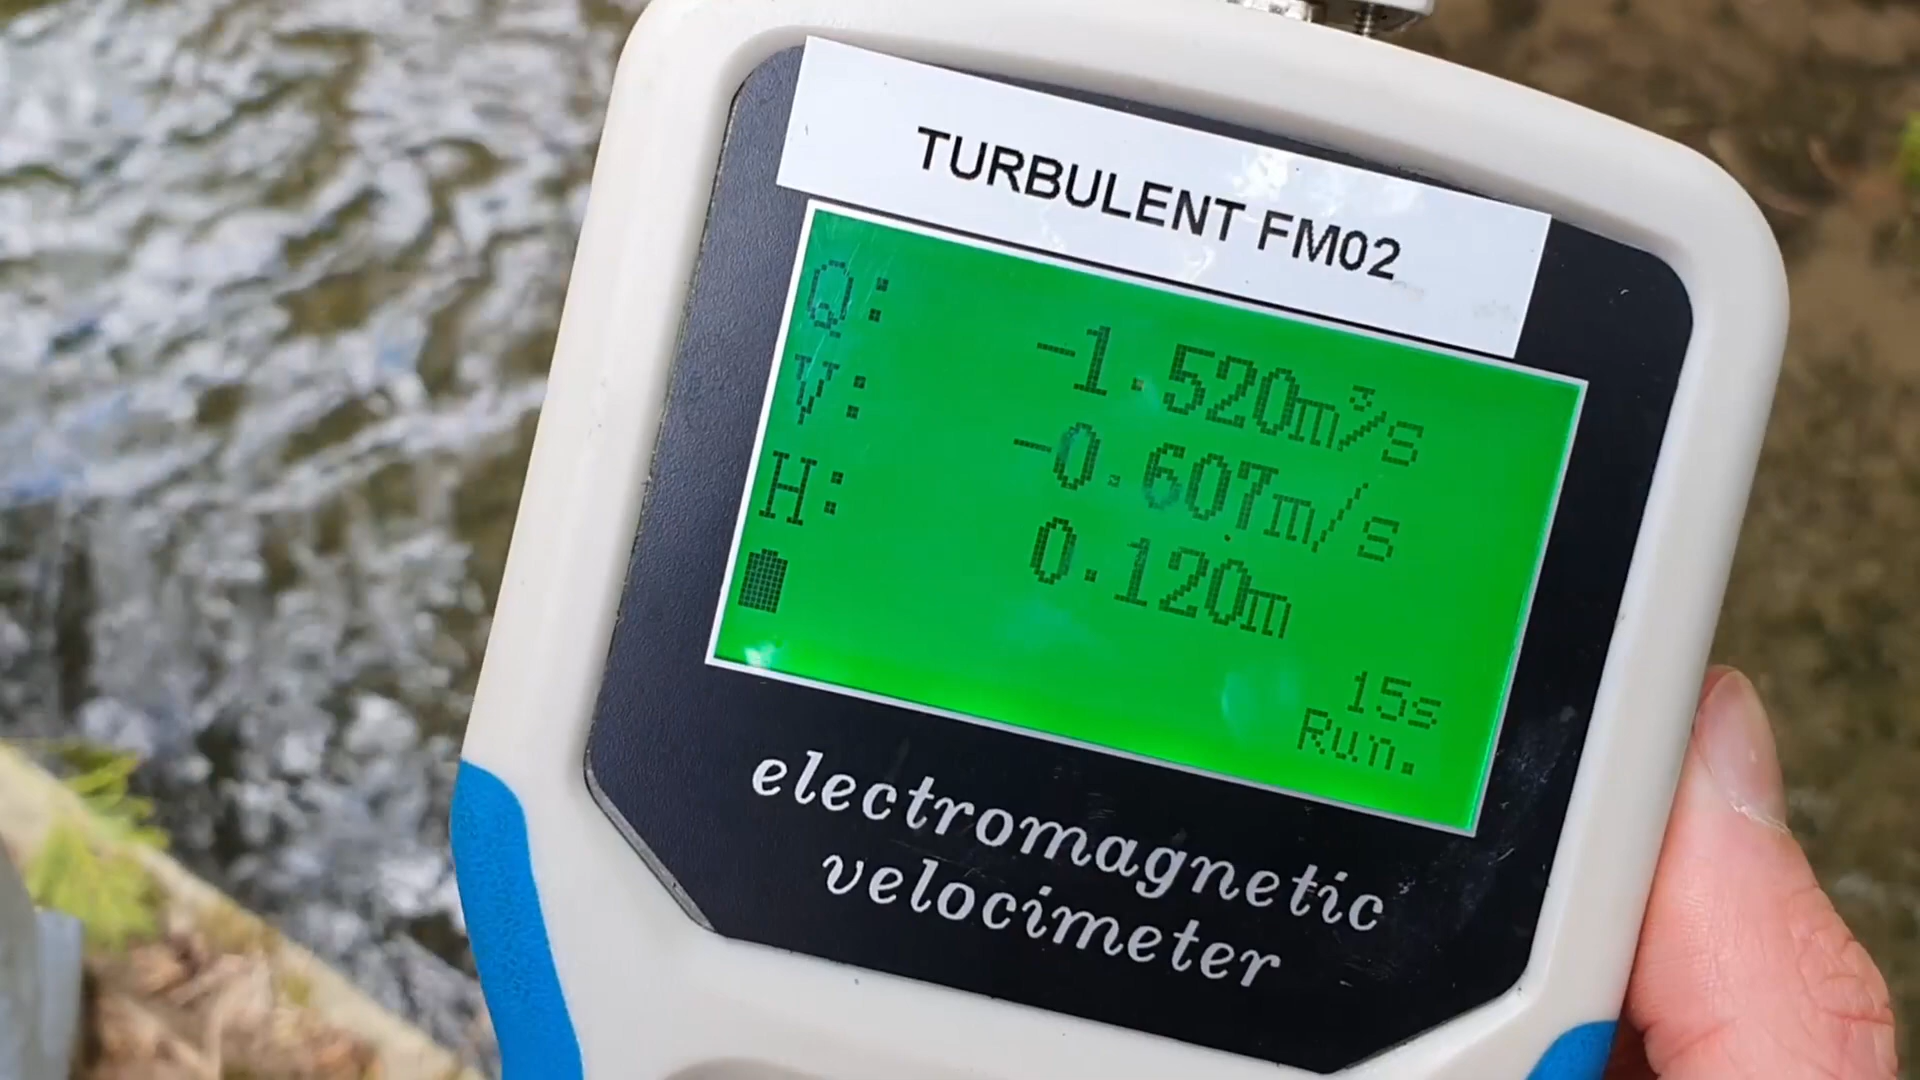 TURBULENT FM02
Q: -1.520m³/s
V: -0.607m/s
H: 0.120m
15s
Run.
electromagnetic
velocimeter